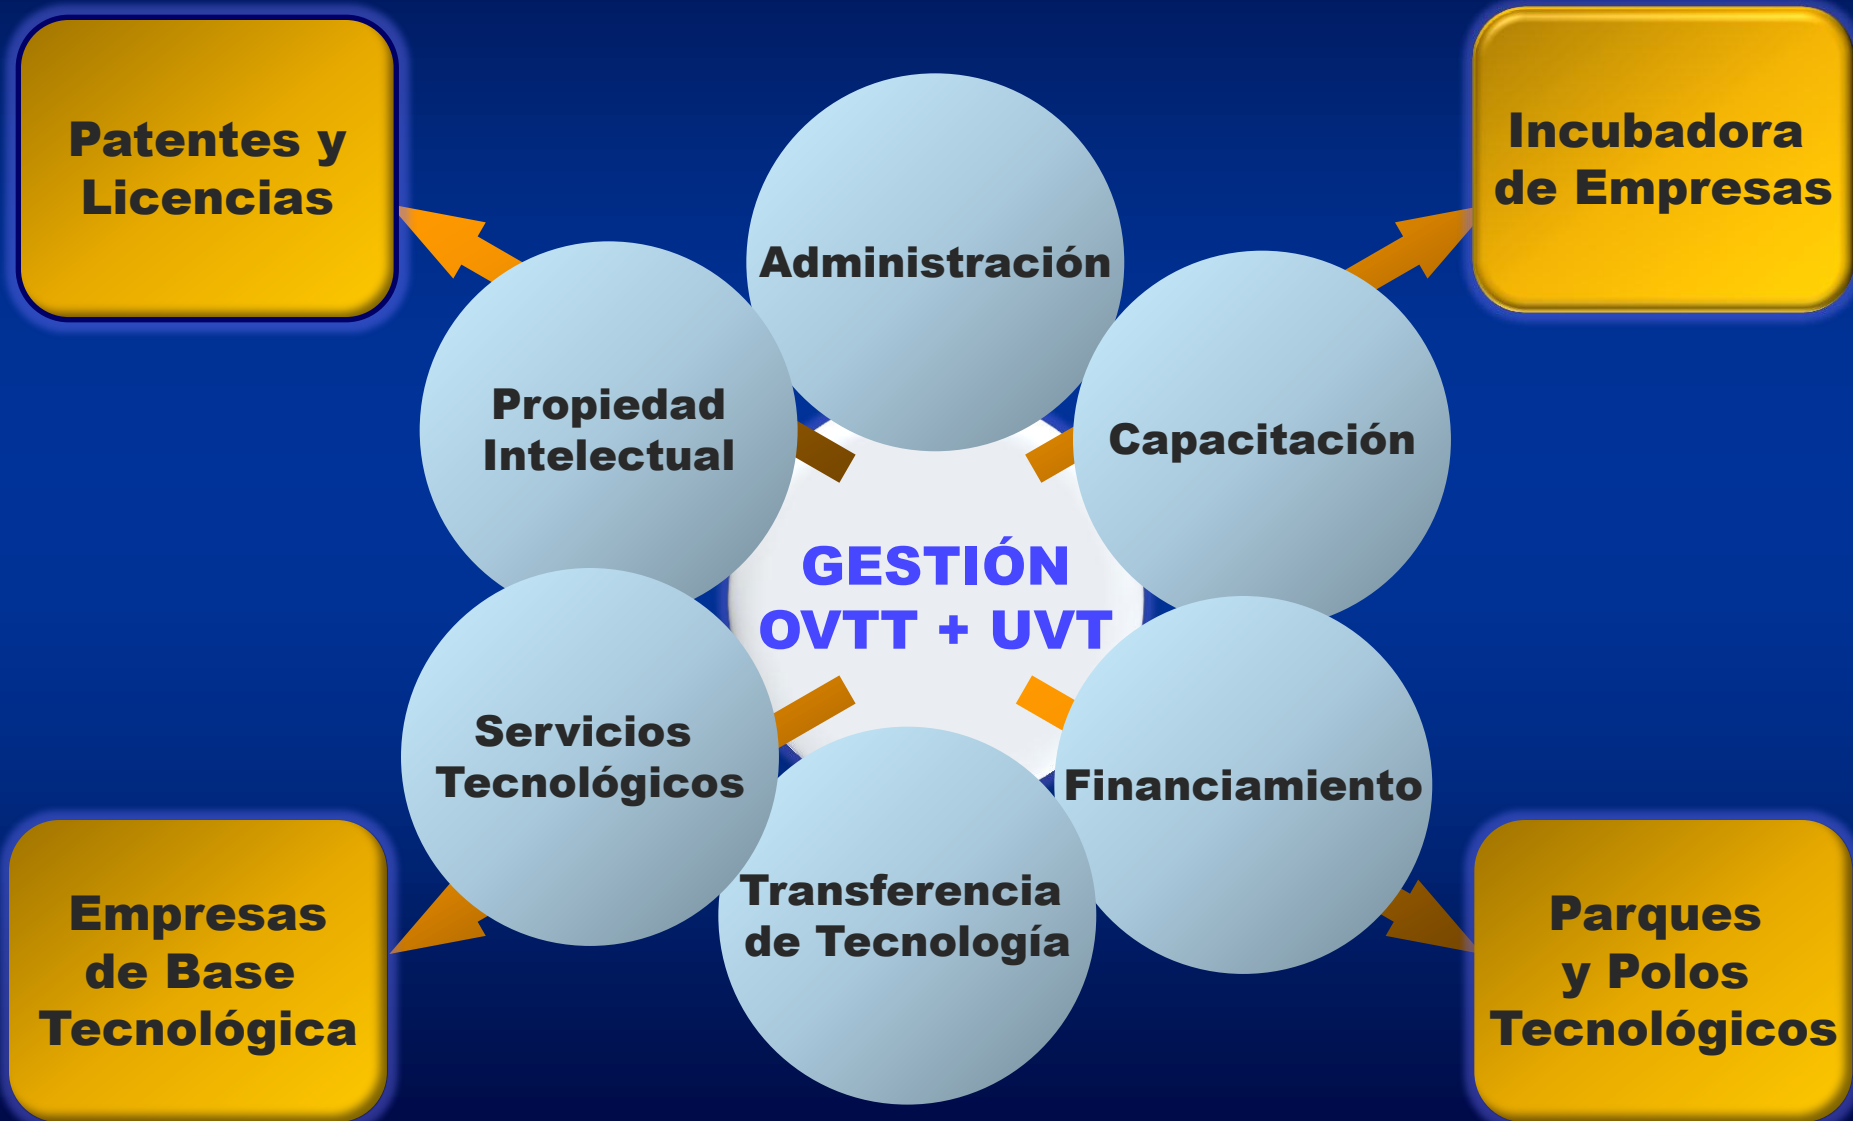 Patentes y
Licencias
Incubadora
de Empresas
Administración
Propiedad
Intelectual
Capacitación
GESTIÓN
OVTT + UVT
Servicios
Tecnológicos
Financiamiento
Transferencia
de Tecnología
Empresas
de Base
Tecnológica
Parques
y Polos
Tecnológicos